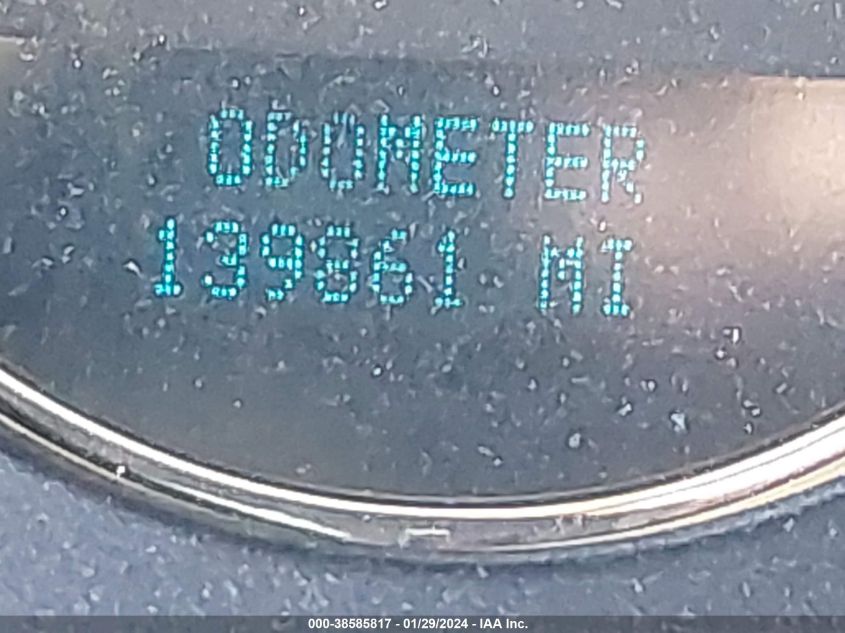 ODOMETER
139861 MI
000-38585817 - 01/29/2024 - IAA Inc.